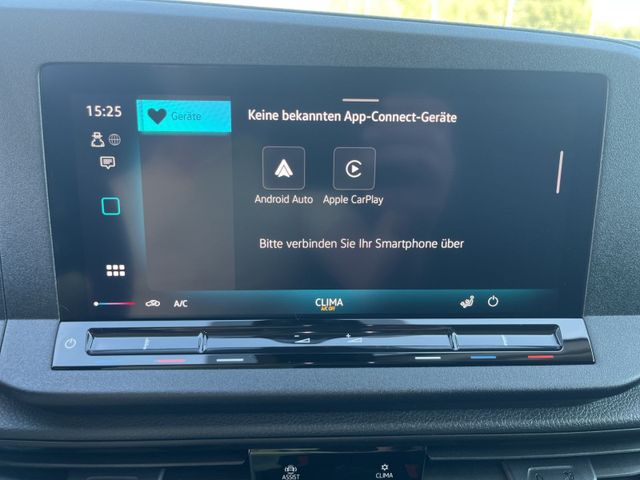 15:25
Geräte
Keine bekannten App-Connect-Geräte
Android Auto
Apple CarPlay
Bitte verbinden Sie Ihr Smartphone über
A/C
CLIMA
A/C OFF
ASSIST
CLIMA